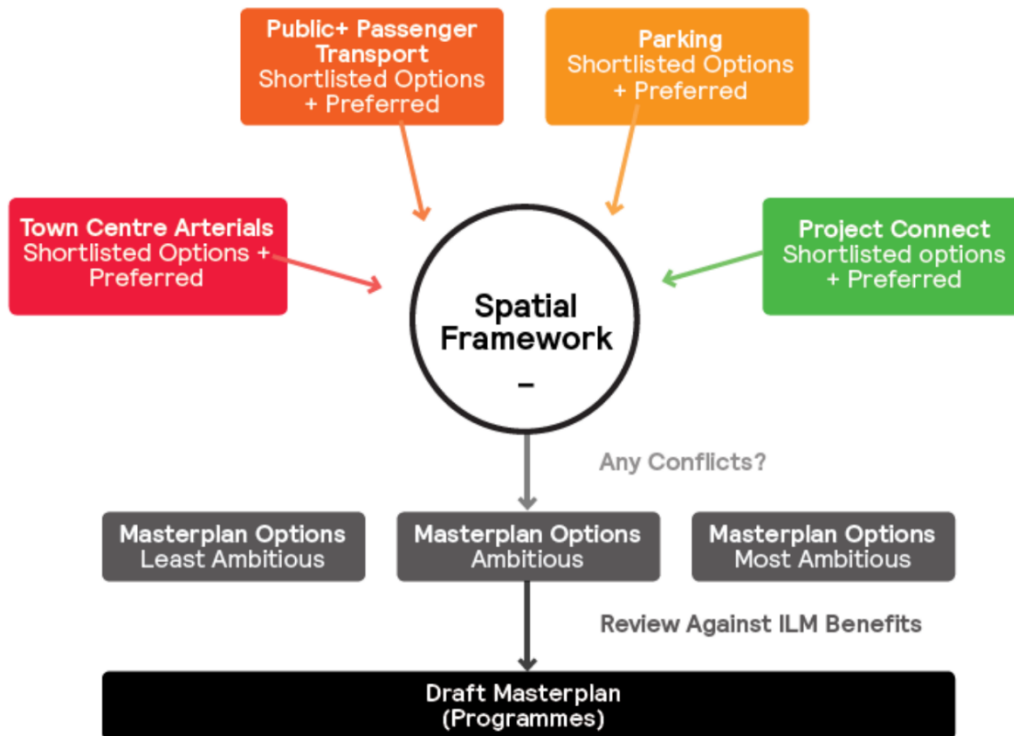 Public+ Passenger
Transport
Shortlisted Options
+ Preferred
Parking
Shortlisted Options
+ Preferred
Town Centre Arterials
Shortlisted Options +
Preferred
Project Connect
Shortlisted options
+ Preferred
Spatial
Framework
–
Any Conflicts?
Masterplan Options
Least Ambitious
Masterplan Options
Ambitious
Masterplan Options
Most Ambitious
Review Against ILM Benefits
Draft Masterplan
(Programmes)